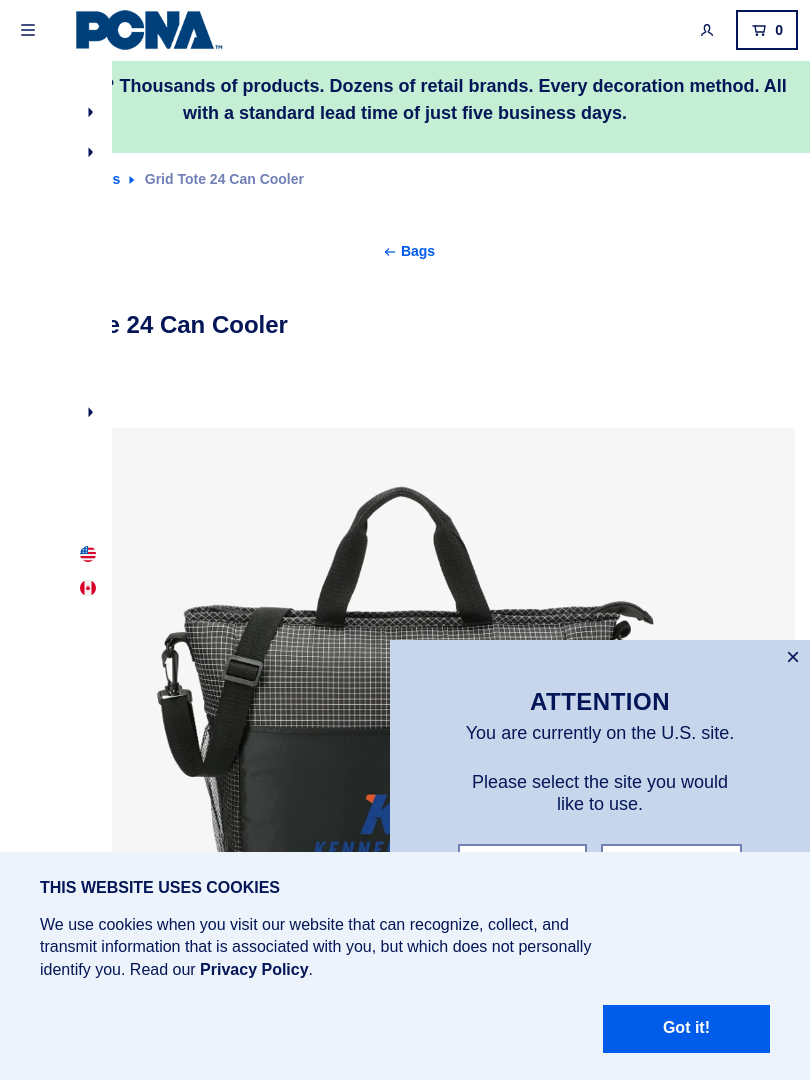 PCNA
TM
0
? Thousands of products. Dozens of retail brands. Every decoration method. All
with a standard lead time of just five business days.
s
Grid Tote 24 Can Cooler
Bags
e 24 Can Cooler
ATTENTION
You are currently on the U.S. site.
Please select the site you would
like to use.
THIS WEBSITE USES COOKIES
We use cookies when you visit our website that can recognize, collect, and
transmit information that is associated with you, but which does not personally
identify you. Read our Privacy Policy.
Got it!